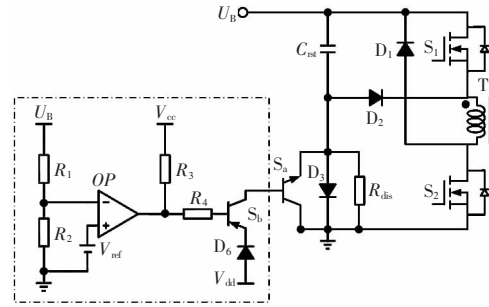 U_B
C_rst
D_1
S_1
T
D_2
U_B
V_cc
R_1
OP
R_3
S_a
D_3
R_dis
S_2
R_4
S_b
R_2
V_ref
D_6
V_dd